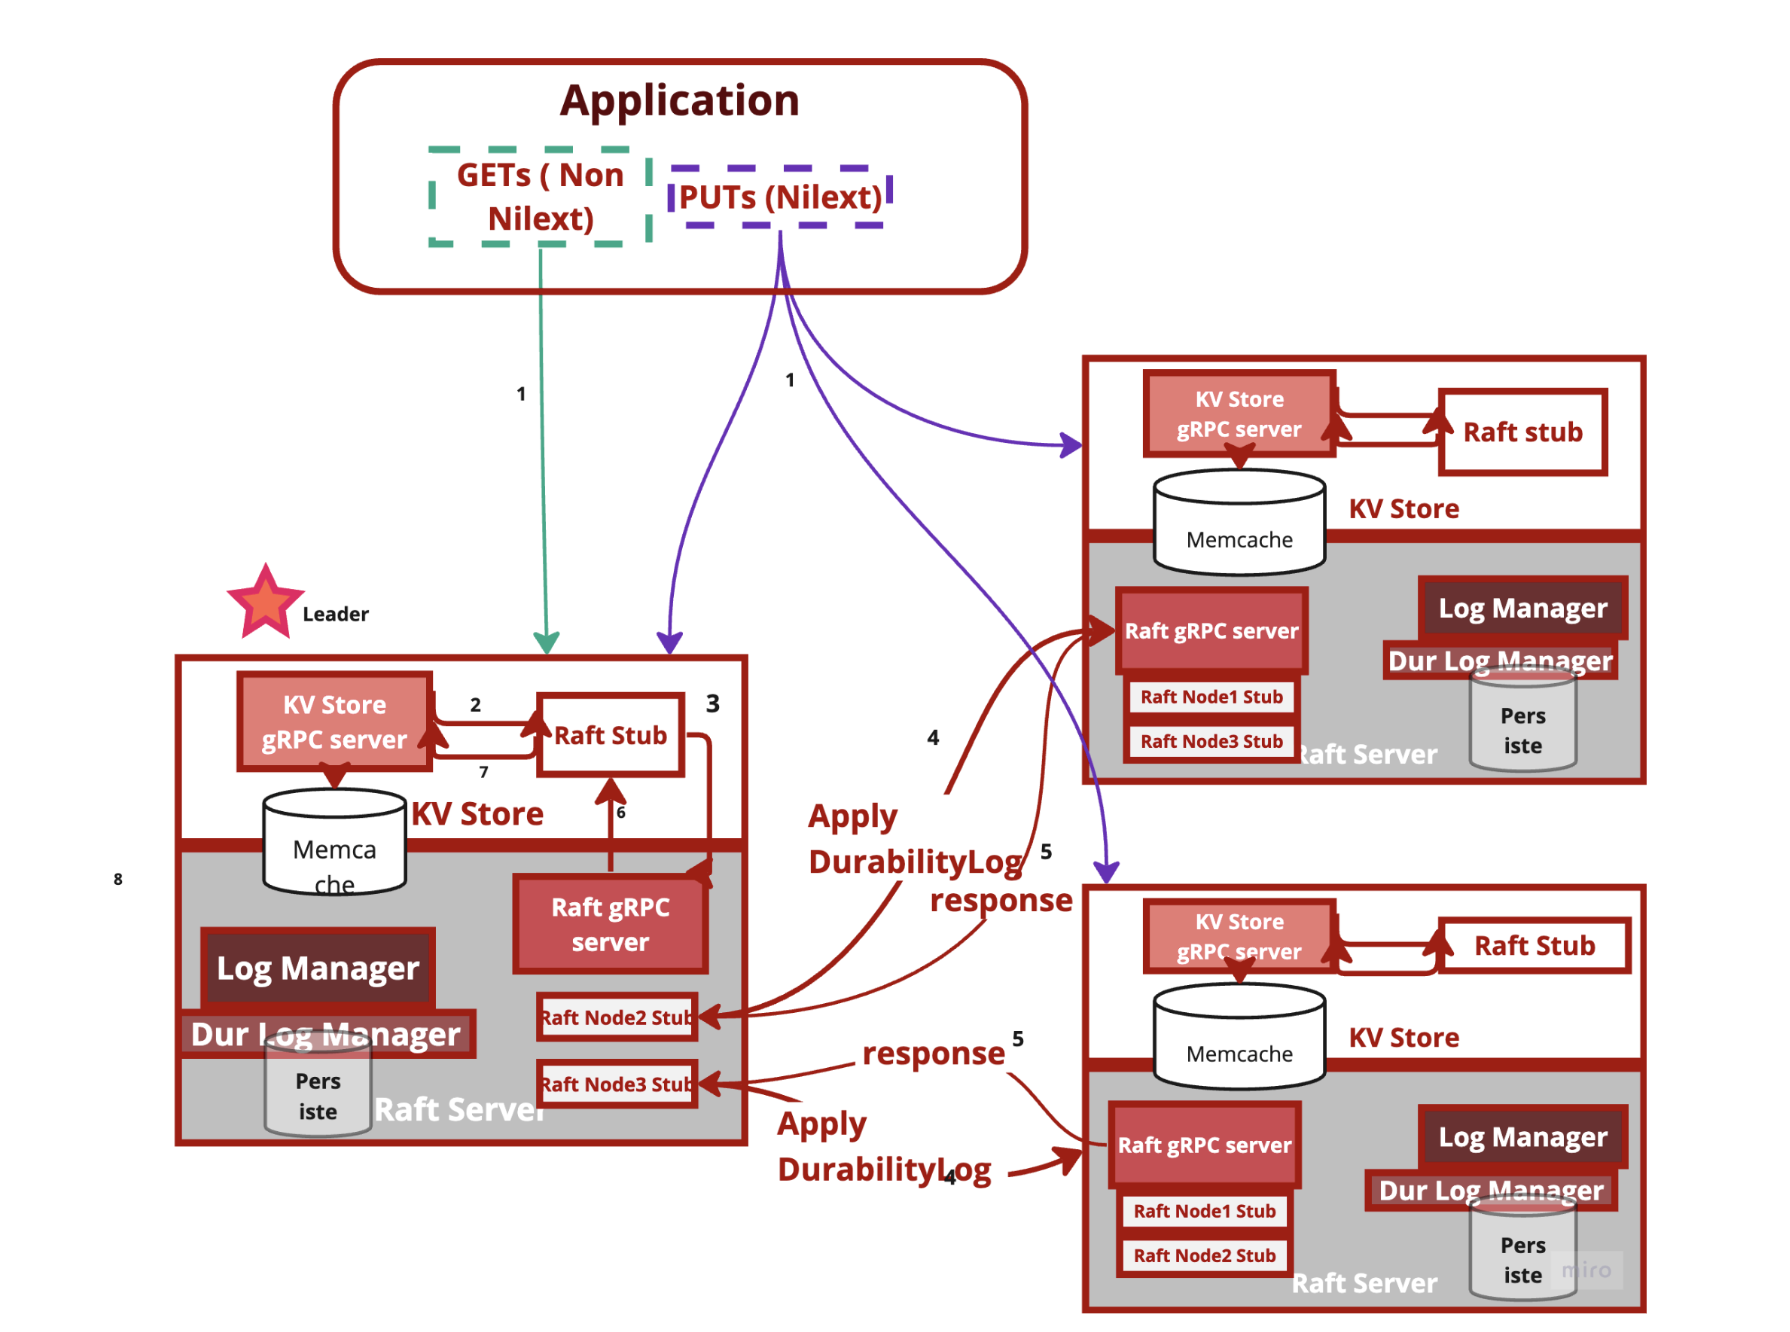 Application
GETs ( Non
Nilext)
PUTs (Nilext)
1
1
Leader
KV Store
gRPC server
2
7
Raft Stub
3
6
KV Store
Memca
che
8
Raft gRPC
server
Log Manager
Dur Log Manager
Pers
iste
Raft Server
Raft Node2 Stub
Raft Node3 Stub
4
Apply
DurabilityLog
5
response
response
5
Apply
DurabilityLog
4
KV Store
gRPC server
Raft stub
KV Store
Memcache
Raft gRPC server
Raft Node1 Stub
Raft Node3 Stub
Log Manager
Dur Log Manager
Pers
iste
Raft Server
KV Store
gRPC server
Raft Stub
KV Store
Memcache
Raft gRPC server
Raft Node1 Stub
Raft Node2 Stub
Log Manager
Dur Log Manager
Pers
iste
Raft Server
miro